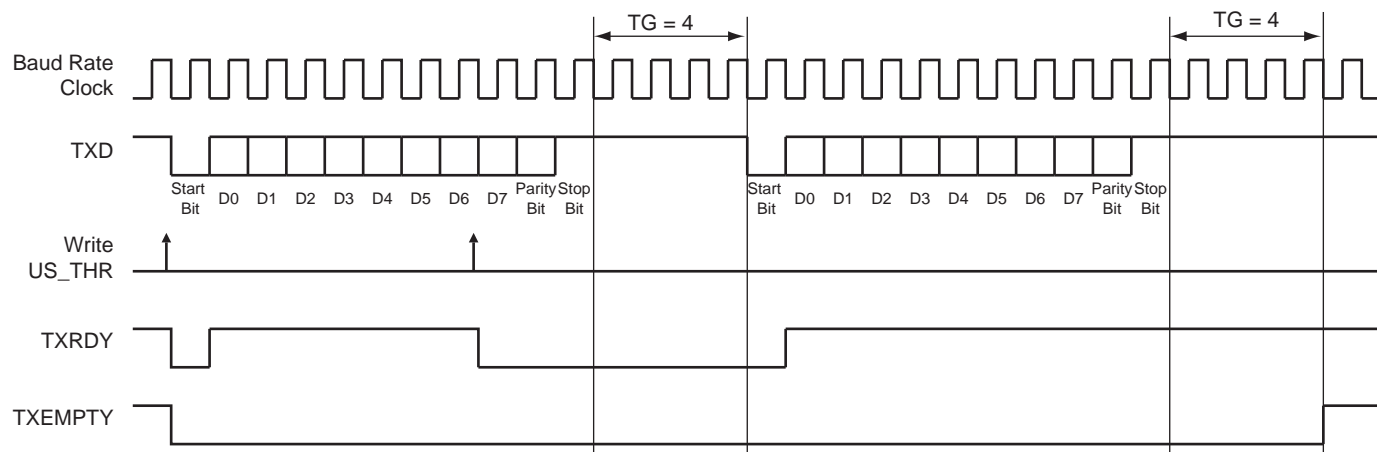 TG = 4
TG = 4
Baud Rate
Clock
TXD
Start
Bit
D0
D1
D2
D3
D4
D5
D6
D7
Parity
Bit
Stop
Bit
Start
Bit
D0
D1
D2
D3
D4
D5
D6
D7
Parity
Bit
Stop
Bit
Write
US_THR
TXRDY
TXEMPTY